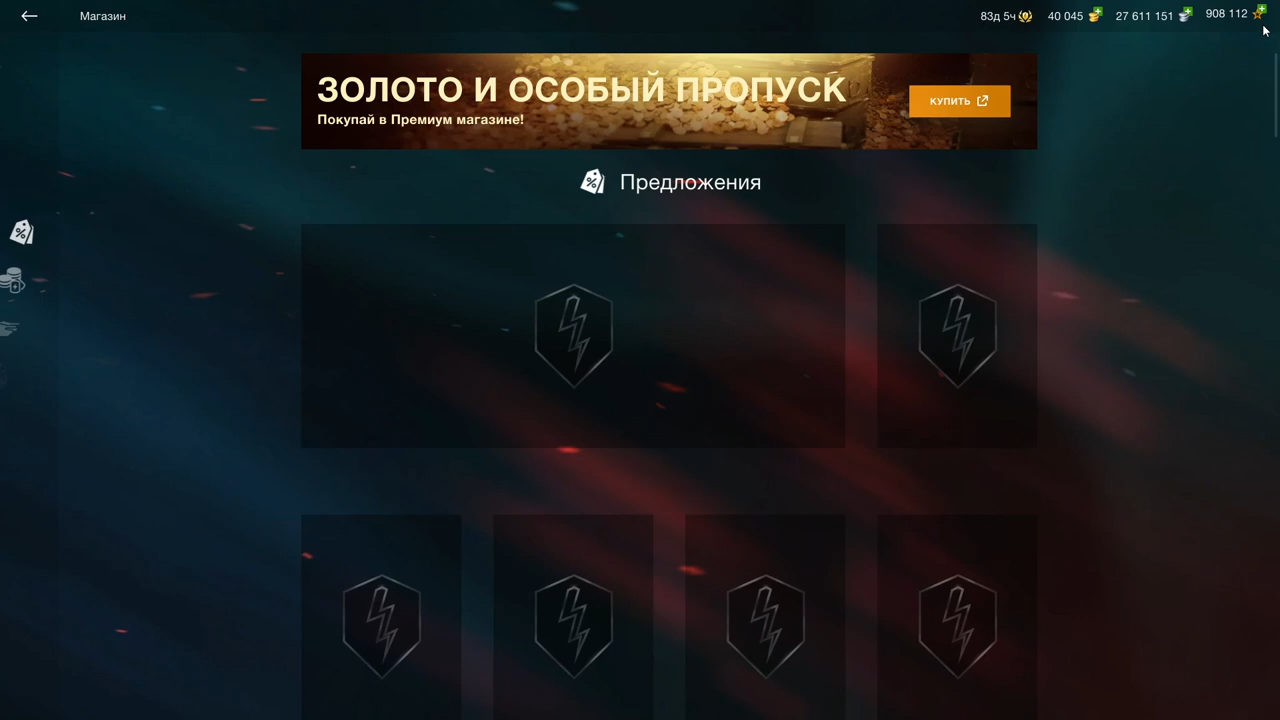 Магазин
83д 5ч
40 045
27 611 151
908 112
ЗОЛОТО И ОСОБЫЙ ПРОПУСК
Покупай в Премиум магазине!
КУПИТЬ
Предложения